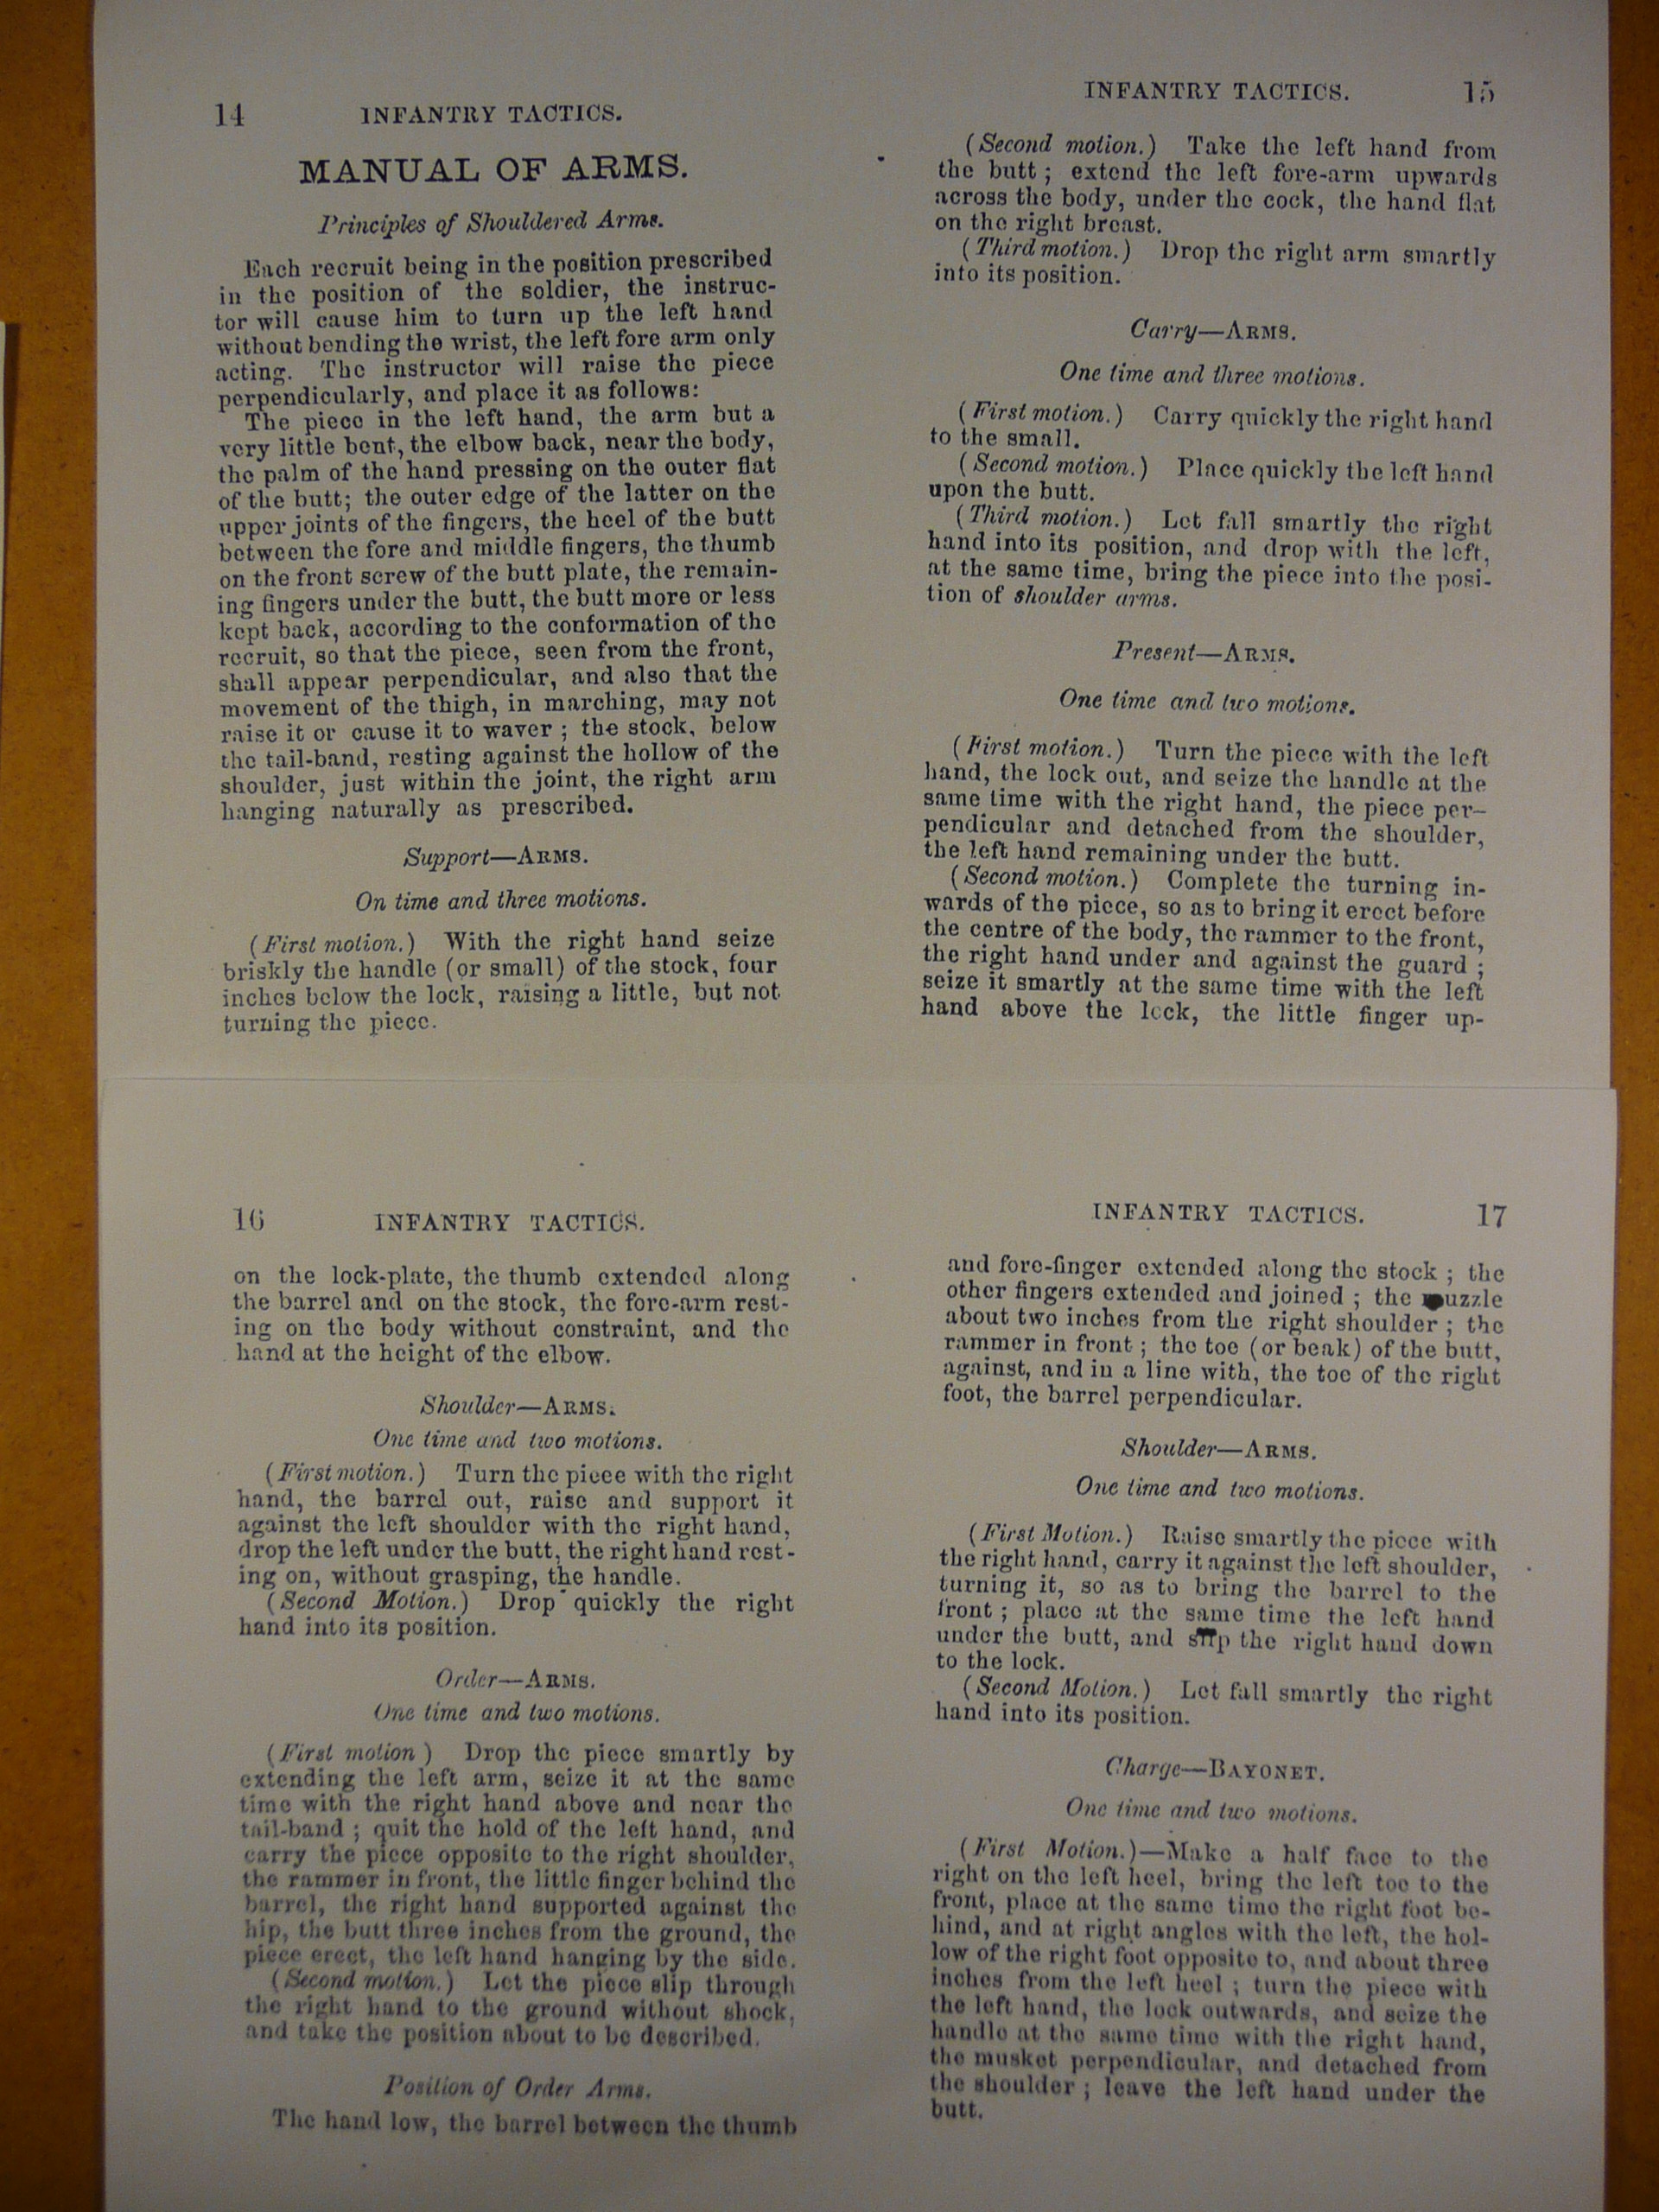 14 INFANTRY TACTICS.
MANUAL OF ARMS.
Principles of Shouldered Arms.
Each recruit being in the position prescribed
in the position of the soldier, the instruc-
tor will cause him to turn up the left hand
without bending the wrist, the left fore arm only
acting. The instructor will raise the piece
perpendicularly, and place it as follows:
The piece in the left hand, the arm but a
very little bent, the elbow back, near the body,
the palm of the hand pressing on the outer flat
of the butt; the outer edge of the latter on the
upper joints of the fingers, the heel of the butt
between the fore and middle fingers, the thumb
on the front screw of the butt plate, the remain-
ing fingers under the butt, the butt more or less
kept back, according to the conformation of the
recruit, so that the piece, seen from the front,
shall appear perpendicular, and also that the
movement of the thigh, in marching, may not
raise it or cause it to waver ; the stock, below
the tail-band, resting against the hollow of the
shoulder, just within the joint, the right arm
hanging naturally as prescribed.
Support—ARMS.
On time and three motions.
(First motion.) With the right hand seize
briskly the handle (or small) of the stock, four
inches below the lock, raising a little, but not
turning the piece.
INFANTRY TACTICS. 15
(Second motion.) Take the left hand from
the butt ; extend the left fore-arm upwards
across the body, under the cock, the hand flat
on the right breast.
(Third motion.) Drop the right arm smartly
into its position.
Carry—ARMS.
One time and three motions.
(First motion.) Carry quickly the right hand
to the small.
(Second motion.) Place quickly the left hand
upon the butt.
(Third motion.) Let fall smartly the right
hand into its position, and drop with the left,
at the same time, bring the piece into the posi-
tion of shoulder arms.
Present—ARMS.
One time and two motions.
(First motion.) Turn the piece with the left
hand, the lock out, and seize the handle at the
same time with the right hand, the piece per-
pendicular and detached from the shoulder,
the left hand remaining under the butt.
(Second motion.) Complete the turning in-
wards of the piece, so as to bring it erect before
the centre of the body, the rammer to the front,
the right hand under and against the guard ;
seize it smartly at the same time with the left
hand above the lock, the little finger up-
16 INFANTRY TACTICS.
on the lock-plate, the thumb extended along
the barrel and on the stock, the fore-arm rest-
ing on the body without constraint, and the
hand at the height of the elbow.
Shoulder—ARMS.
One time and two motions.
(First motion.) Turn the piece with the right
hand, the barrel out, raise and support it
against the left shoulder with the right hand,
drop the left under the butt, the right hand rest-
ing on, without grasping, the handle.
(Second Motion.) Drop quickly the right
hand into its position.
Order—ARMS.
One time and two motions.
(First motion ) Drop the piece smartly by
extending the left arm, seize it at the same
time with the right hand above and near the
tail-band ; quit the hold of the left hand, and
carry the piece opposite to the right shoulder,
the rammer in front, the little finger behind the
barrel, the right hand supported against the
hip, the butt three inches from the ground, the
piece erect, the left hand hanging by the side.
(Second motion.) Let the piece slip through
the right hand to the ground without shock,
and take the position about to be described.
Position of Order Arms.
The hand low, the barrel between the thumb
INFANTRY TACTICS. 17
and fore-finger extended along the stock ; the
other fingers extended and joined ; the muzzle
about two inches from the right shoulder ; the
rammer in front ; the toe (or beak) of the butt,
against, and in a line with, the toe of the right
foot, the barrel perpendicular.
Shoulder—ARMS.
One time and two motions.
(First Motion.) Raise smartly the piece with
the right hand, carry it against the left shoulder,
turning it, so as to bring the barrel to the
front ; place at the same time the left hand
under the butt, and slip the right hand down
to the lock.
(Second Motion.) Let fall smartly the right
hand into its position.
Charge—BAYONET.
One time and two motions.
(First Motion.)—Make a half face to the
right on the left heel, bring the left toe to the
front, place at the same time the right foot be-
hind, and at right angles with the left, the hol-
low of the right foot opposite to, and about three
inches from the left heel ; turn the piece with
the left hand, the lock outwards, and seize the
handle at the same time with the right hand,
the musket perpendicular, and detached from
the shoulder ; leave the left hand under the
butt.